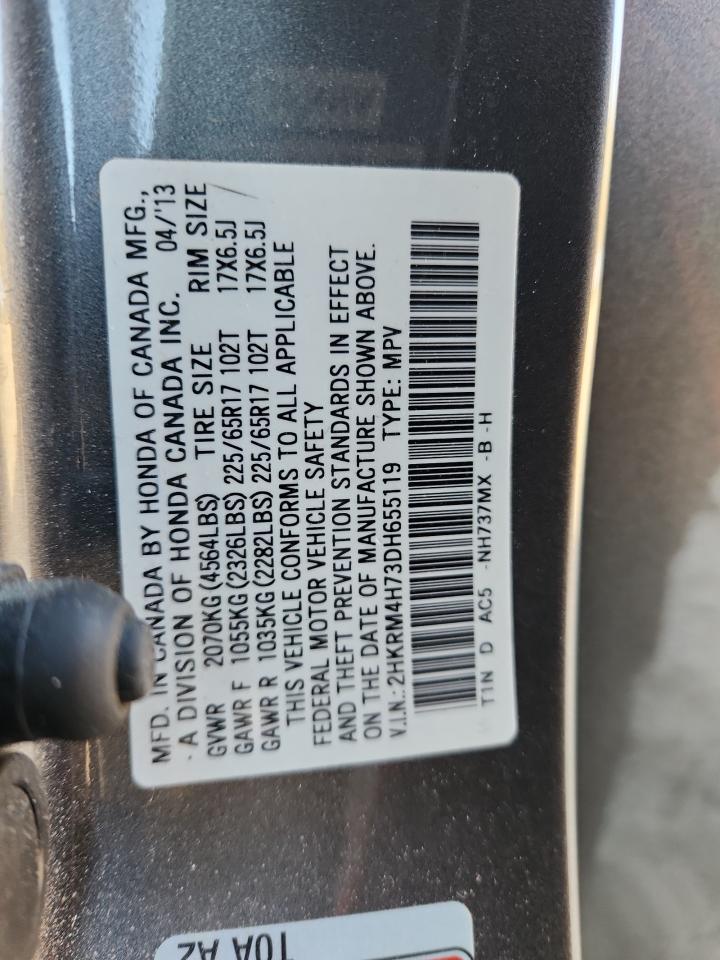 MFD. IN CANADA BY HONDA OF CANADA MFG.,
- A DIVISION OF HONDA CANADA INC. 04/'13
GVWR 2070KG(4564LBS) TIRE SIZE RIM SIZE
GAWR F 1055KG(2326LBS) 225/65R17 102T 17X6.5J
GAWR R 1035KG(2282LBS) 225/65R17 102T 17X6.5J
THIS VEHICLE CONFORMS TO ALL APPLICABLE
FEDERAL MOTOR VEHICLE SAFETY
AND THEFT PREVENTION STANDARDS IN EFFECT
ON THE DATE OF MANUFACTURE SHOWN ABOVE.
V.I.N.: 2HKRM4H73DH655119 TYPE: MPV
T1N D AC5 -NH737MX -B -H
TOA A2